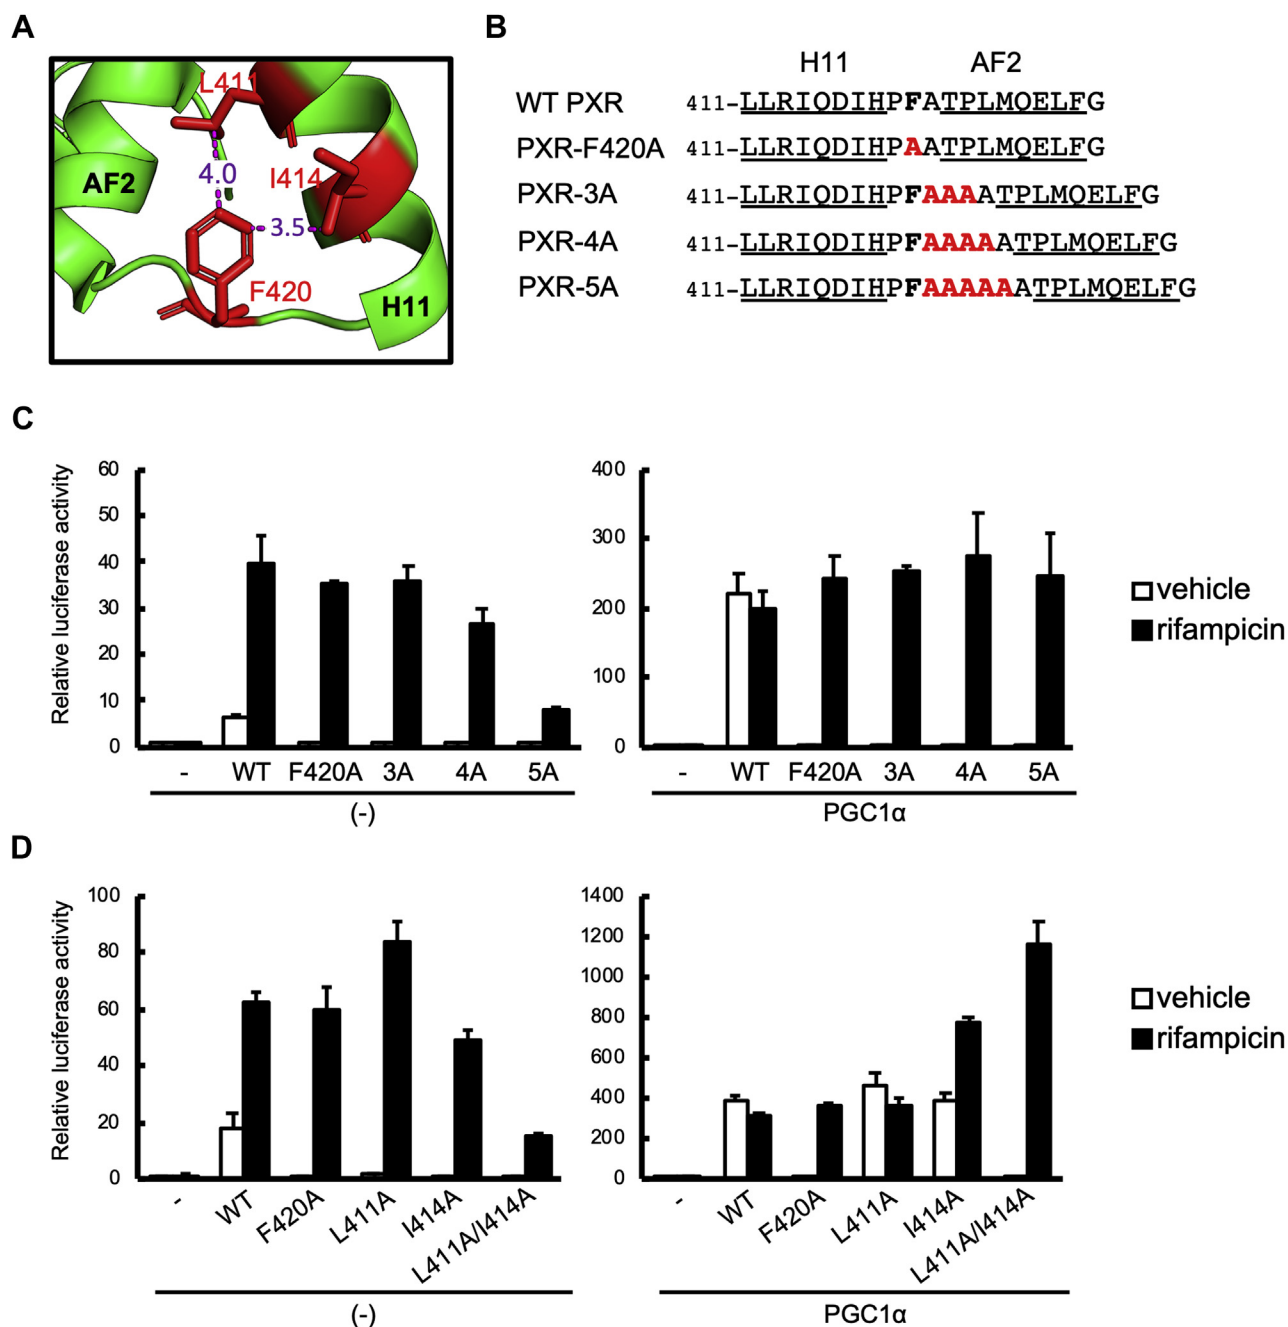 A
L411
4.0
I414
AF2
3.5
F420
H11
B
H11 AF2
WT PXR 411-LLRIQDIHPFATPLMQELFG
PXR-F420A 411-LLRIQDIHPAATPLMQELFG
PXR-3A 411-LLRIQDIHPFAAAATPLMQELFG
PXR-4A 411-LLRIQDIHPFAAAAATPLMQELFG
PXR-5A 411-LLRIQDIHPFAAAAAATPLMQELFG
C
Relative luciferase activity
60
50
40
30
20
10
0
- WT F420A 3A 4A 5A
(-)
400
300
200
100
0
- WT F420A 3A 4A 5A
PGC1α
vehicle
rifampicin
D
Relative luciferase activity
100
80
60
40
20
0
- WT F420A L411A I414A L411A/I414A
(-)
1400
1200
1000
800
600
400
200
0
- WT F420A L411A I414A L411A/I414A
PGC1α
vehicle
rifampicin